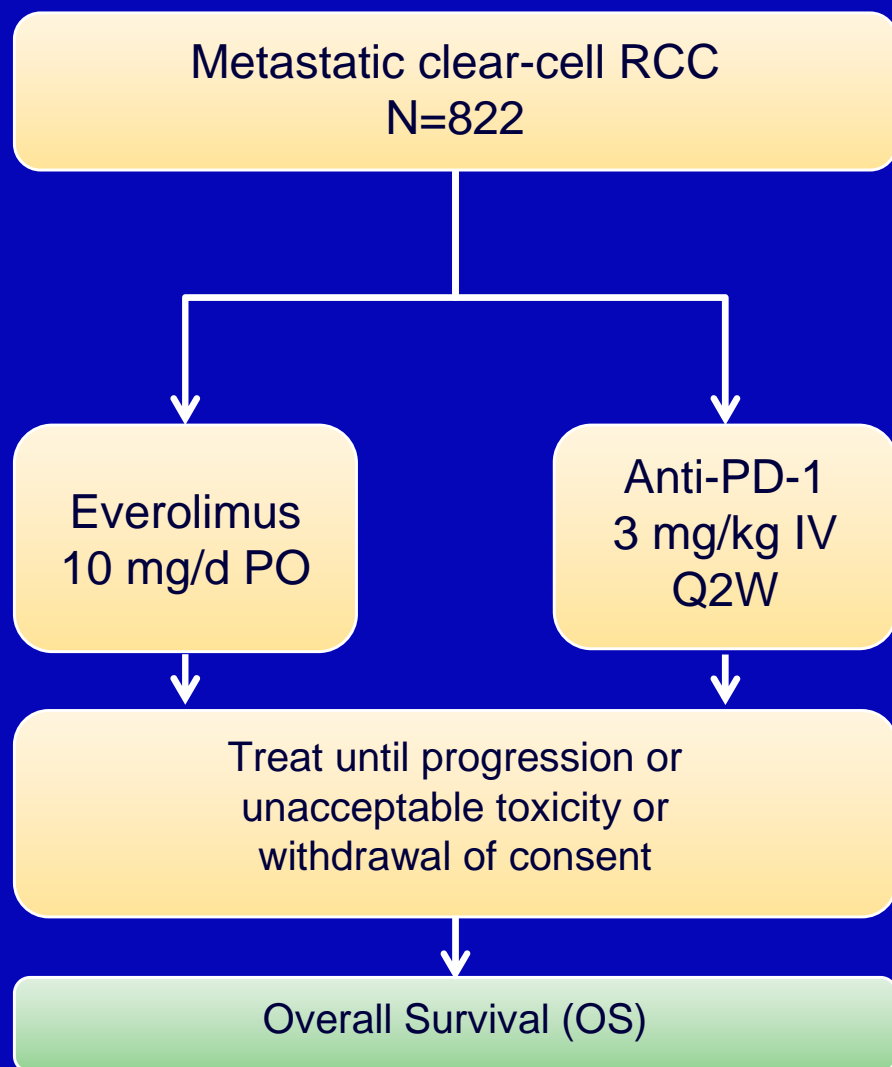 Metastatic clear-cell RCC
N=822
Everolimus
10 mg/d PO
Anti-PD-1
3 mg/kg IV
Q2W
Treat until progression or
unacceptable toxicity or
withdrawal of consent
Overall Survival (OS)